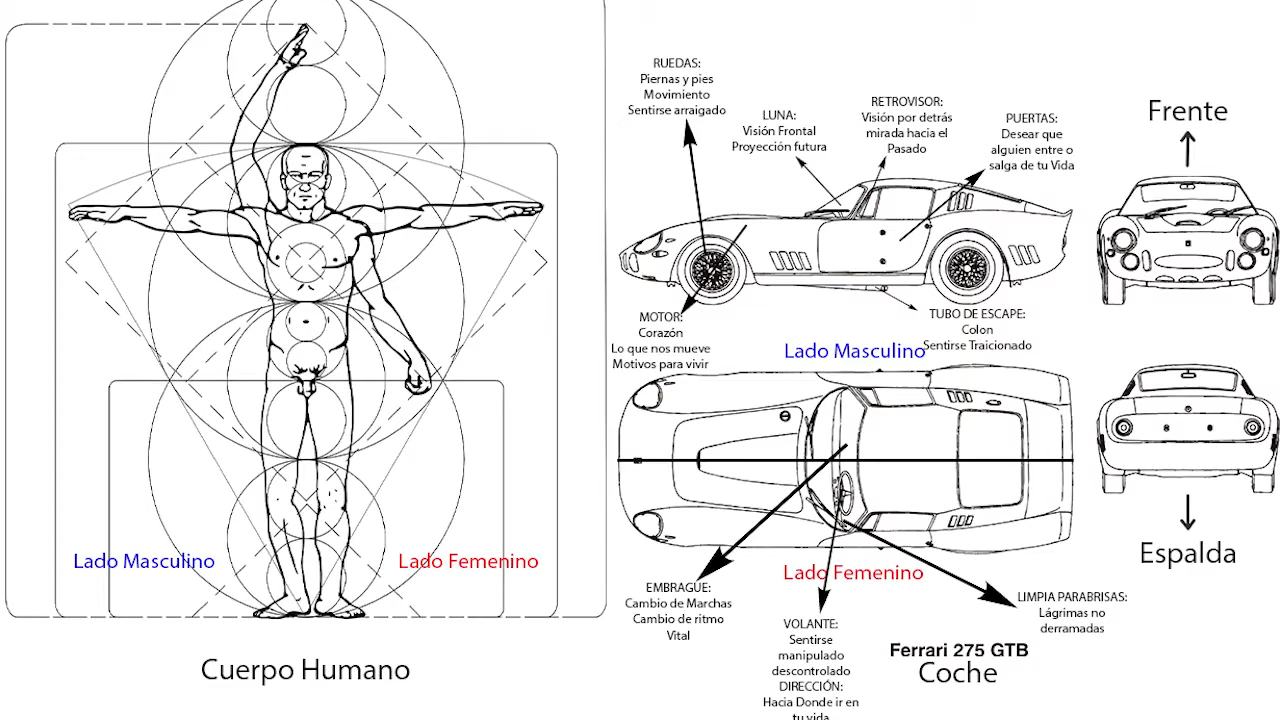 RUEDAS:
Piernas y pies
Movimiento
Sentirse arraigado
LUNA:
Visión Frontal
Proyección futura
RETROVISOR:
Visión por detrás
mirada hacia el
Pasado
PUERTAS:
Desear que
alguien entre o
salga de tu Vida
Frente
MOTOR:
Corazón
Lo que nos mueve
Motivos para vivir
TUBO DE ESCAPE:
Colon
Sentirse Traicionado
Lado Masculino
Lado Masculino
Lado Femenino
Lado Femenino
Espalda
EMBRAGUE:
Cambio de Marchas
Cambio de ritmo
Vital
VOLANTE:
Sentirse
manipulado
descontrolado
DIRECCIÓN:
Hacia Donde ir en
tu vida
LIMPIA PARABRISAS:
Lágrimas no
derramadas
Cuerpo Humano
Ferrari 275 GTB
Coche